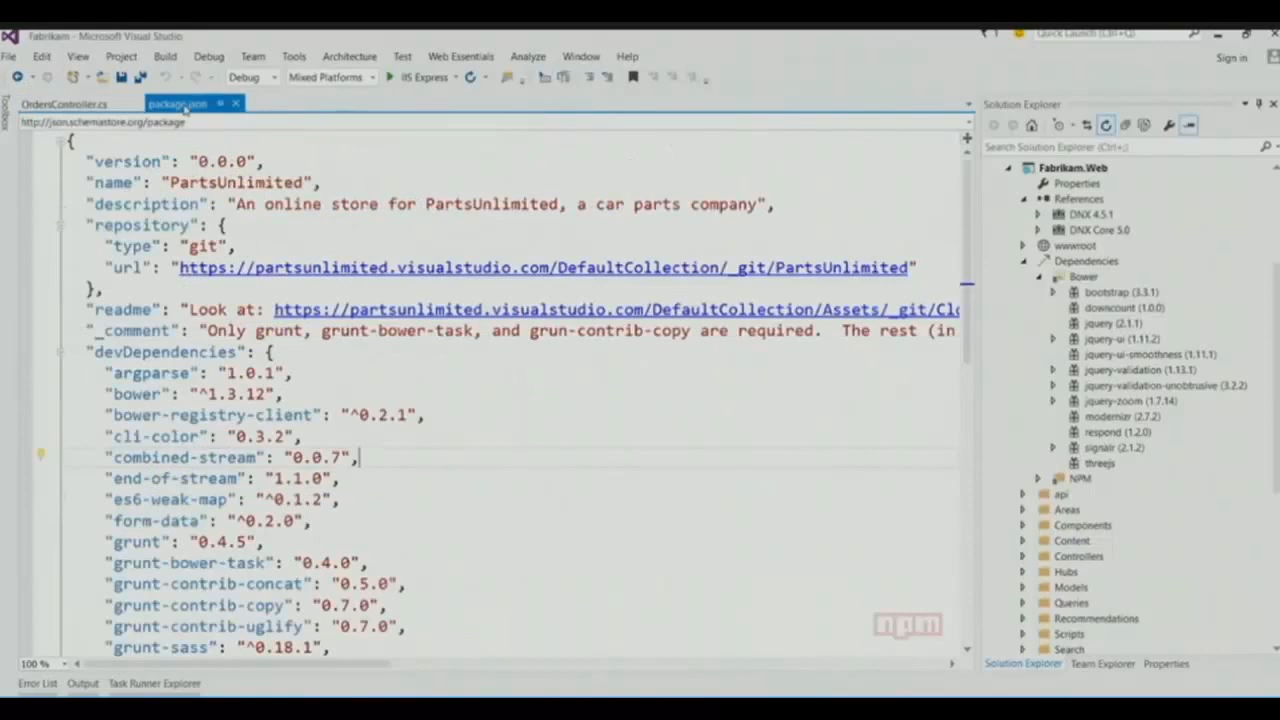 Fabrikam - Microsoft Visual Studio
Quick Launch (Ctrl+Q)
File Edit View Project Build Debug Team Tools Architecture Test Web Essentials Analyze Window Help
Sign in
Debug Mixed Platforms IIS Express
Toolbox
OrdersController.cs package.json
http://json.schemastore.org/package
{
"version": "0.0.0",
"name": "PartsUnlimited",
"description": "An online store for PartsUnlimited, a car parts company",
"repository": {
"type": "git",
"url": "https://partsunlimited.visualstudio.com/DefaultCollection/_git/PartsUnlimited"
},
"readme": "Look at: https://partsunlimited.visualstudio.com/DefaultCollection/Assets/_git/Clo
"_comment": "Only grunt, grunt-bower-task, and grun-contrib-copy are required.  The rest (in
"devDependencies": {
"argparse": "1.0.1",
"bower": "^1.3.12",
"bower-registry-client": "^0.2.1",
"cli-color": "0.3.2",
"combined-stream": "0.0.7",
"end-of-stream": "1.1.0",
"es6-weak-map": "^0.1.2",
"form-data": "^0.2.0",
"grunt": "0.4.5",
"grunt-bower-task": "0.4.0",
"grunt-contrib-concat": "0.5.0",
"grunt-contrib-copy": "0.7.0",
"grunt-contrib-uglify": "0.7.0",
"grunt-sass": "^0.18.1",
npm
100 %
Error List Output Task Runner Explorer
Solution Explorer
Search Solution Explorer (Ctrl+;)
Fabrikam.Web
Properties
References
DNX 4.5.1
DNX Core 5.0
wwwroot
Dependencies
Bower
bootstrap (3.3.1)
downcount (1.0.0)
jquery (2.1.1)
jquery-ui (1.11.2)
jquery-ui-smoothness (1.11.1)
jquery-validation (1.13.1)
jquery-validation-unobtrusive (3.2.2)
jquery-zoom (1.7.14)
modernizr (2.7.2)
respond (1.2.0)
signalr (2.1.2)
threejs
NPM
api
Areas
Components
Content
Controllers
Hubs
Models
Queries
Recommendations
Scripts
Search
Solution Explorer Team Explorer Properties